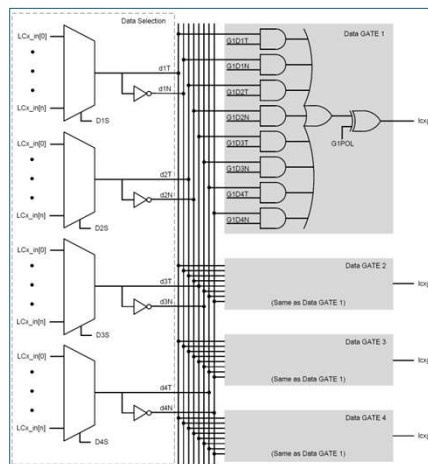 Data Selection
LCx_in[0]
LCx_in[n]
D1S
d1T
d1N
LCx_in[0]
LCx_in[n]
D2S
d2T
d2N
LCx_in[0]
LCx_in[n]
D3S
d3T
d3N
LCx_in[0]
LCx_in[n]
D4S
d4T
d4N
Data GATE 1
G1D1T
G1D1N
G1D2T
G1D2N
G1D3T
G1D3N
G1D4T
G1D4N
G1POL
Data GATE 2
(Same as Data GATE 1)
Data GATE 3
(Same as Data GATE 1)
Data GATE 4
(Same as Data GATE 1)